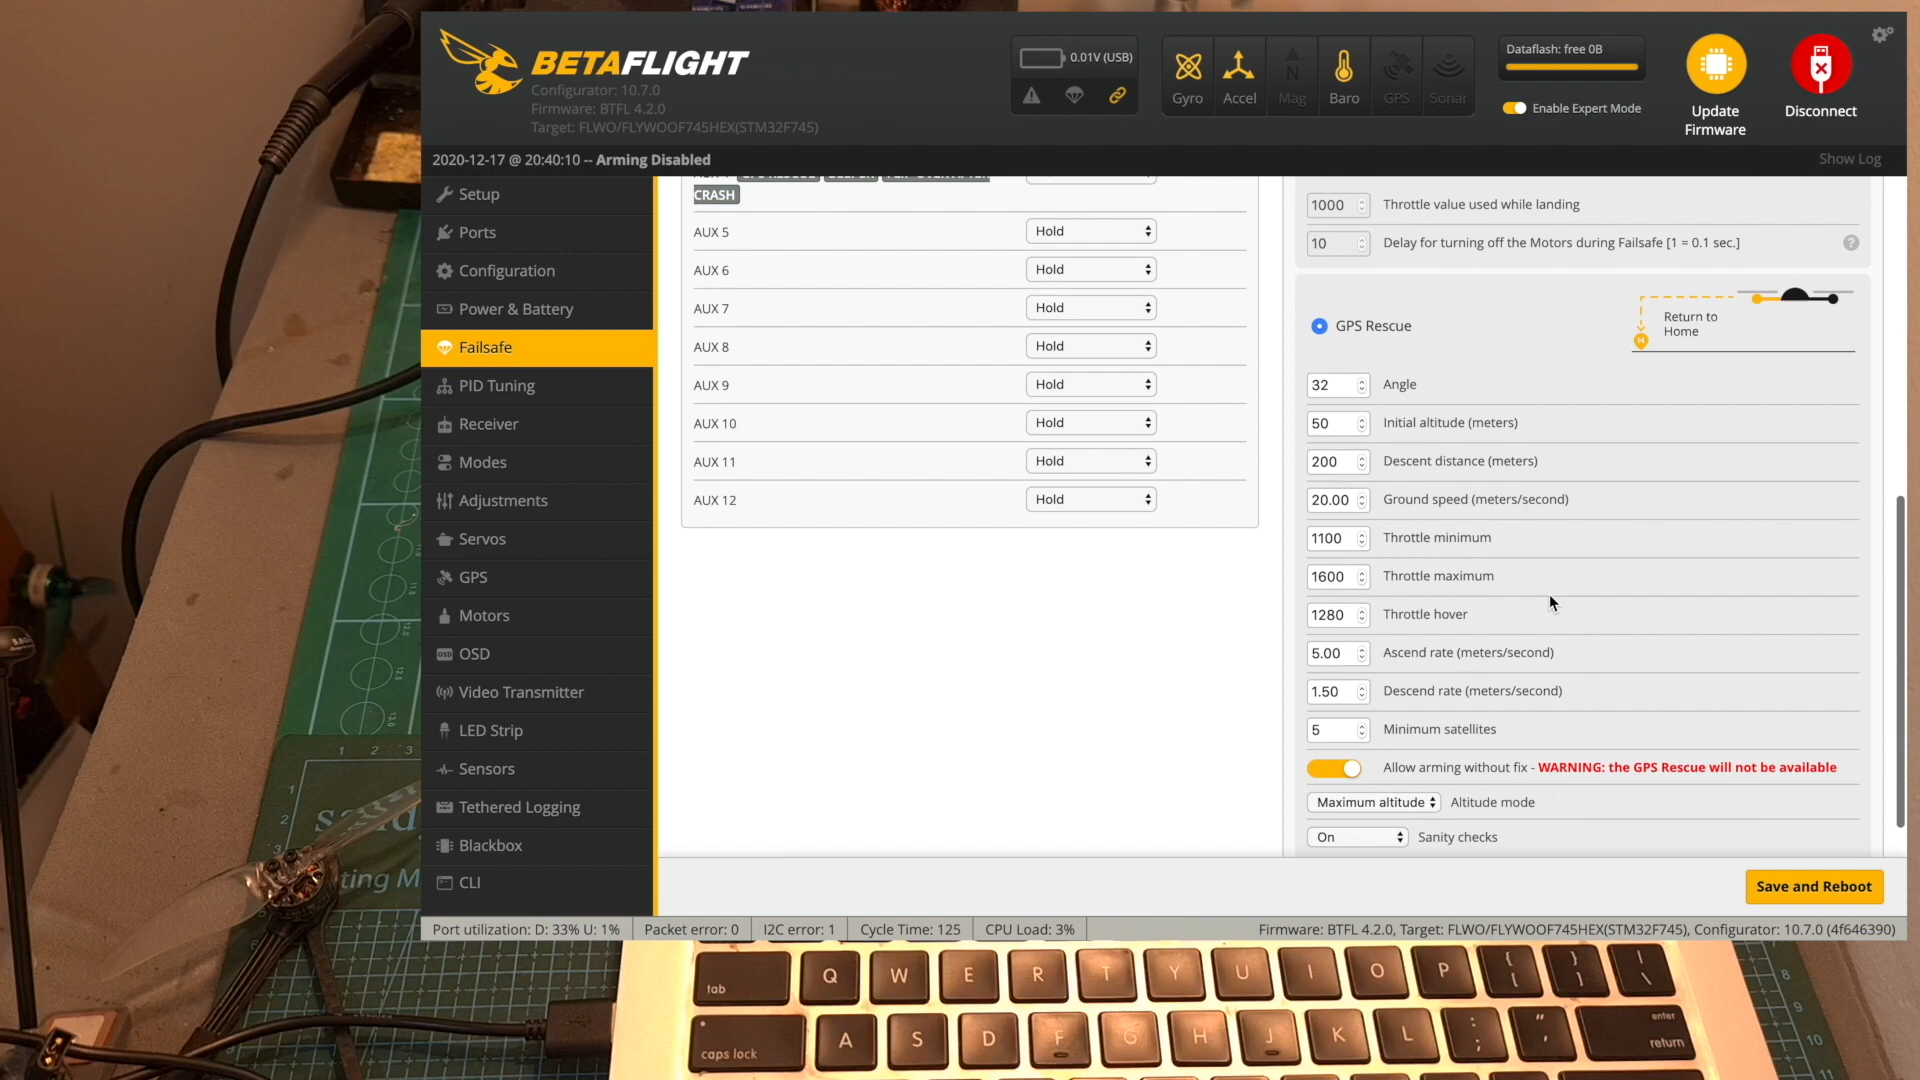 BETAFLIGHT
Configurator: 10.7.0
Firmware: BTFL 4.2.0
Target: FLWO/FLYWOOF745HEX(STM32F745)
0.01V (USB)
Gyro
Accel
N
Mag
Baro
GPS
Sonar
Dataflash: free 0B
Enable Expert Mode
Update
Firmware
Disconnect
2020-12-17 @ 20:40:10 -- Arming Disabled
Show Log
Setup
Ports
Configuration
Power & Battery
Failsafe
PID Tuning
Receiver
Modes
Adjustments
Servos
GPS
Motors
OSD
OSD
Video Transmitter
LED Strip
Sensors
Tethered Logging
Blackbox
CLI
CRASH
AUX 5 Hold
AUX 6 Hold
AUX 7 Hold
AUX 8 Hold
AUX 9 Hold
AUX 10 Hold
AUX 11 Hold
AUX 12 Hold
1000 Throttle value used while landing
10 Delay for turning off the Motors during Failsafe [1 = 0.1 sec.] ?
GPS Rescue
Return to
Home
H
32 Angle
50 Initial altitude (meters)
200 Descent distance (meters)
20.00 Ground speed (meters/second)
1100 Throttle minimum
1600 Throttle maximum
1280 Throttle hover
5.00 Ascend rate (meters/second)
1.50 Descend rate (meters/second)
5 Minimum satellites
Allow arming without fix - WARNING: the GPS Rescue will not be available
Maximum altitude Altitude mode
On Sanity checks
Save and Reboot
Port utilization: D: 33% U: 1% Packet error: 0 I2C error: 1 Cycle Time: 125 CPU Load: 3% Firmware: BTFL 4.2.0, Target: FLWO/FLYWOOF745HEX(STM32F745), Configurator: 10.7.0 (4f646390)
tab Q W E R T Y U I O P { [ } ] | \
caps lock A S D F G H J K L : ; " ' enter return